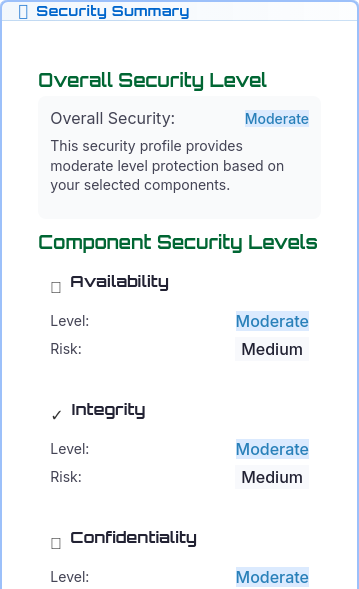 Security Summary
Overall Security Level
Overall Security: Moderate
This security profile provides
moderate level protection based on
your selected components.
Component Security Levels
Availability
Level: Moderate
Risk: Medium
✓ Integrity
Level: Moderate
Risk: Medium
Confidentiality
Level: Moderate